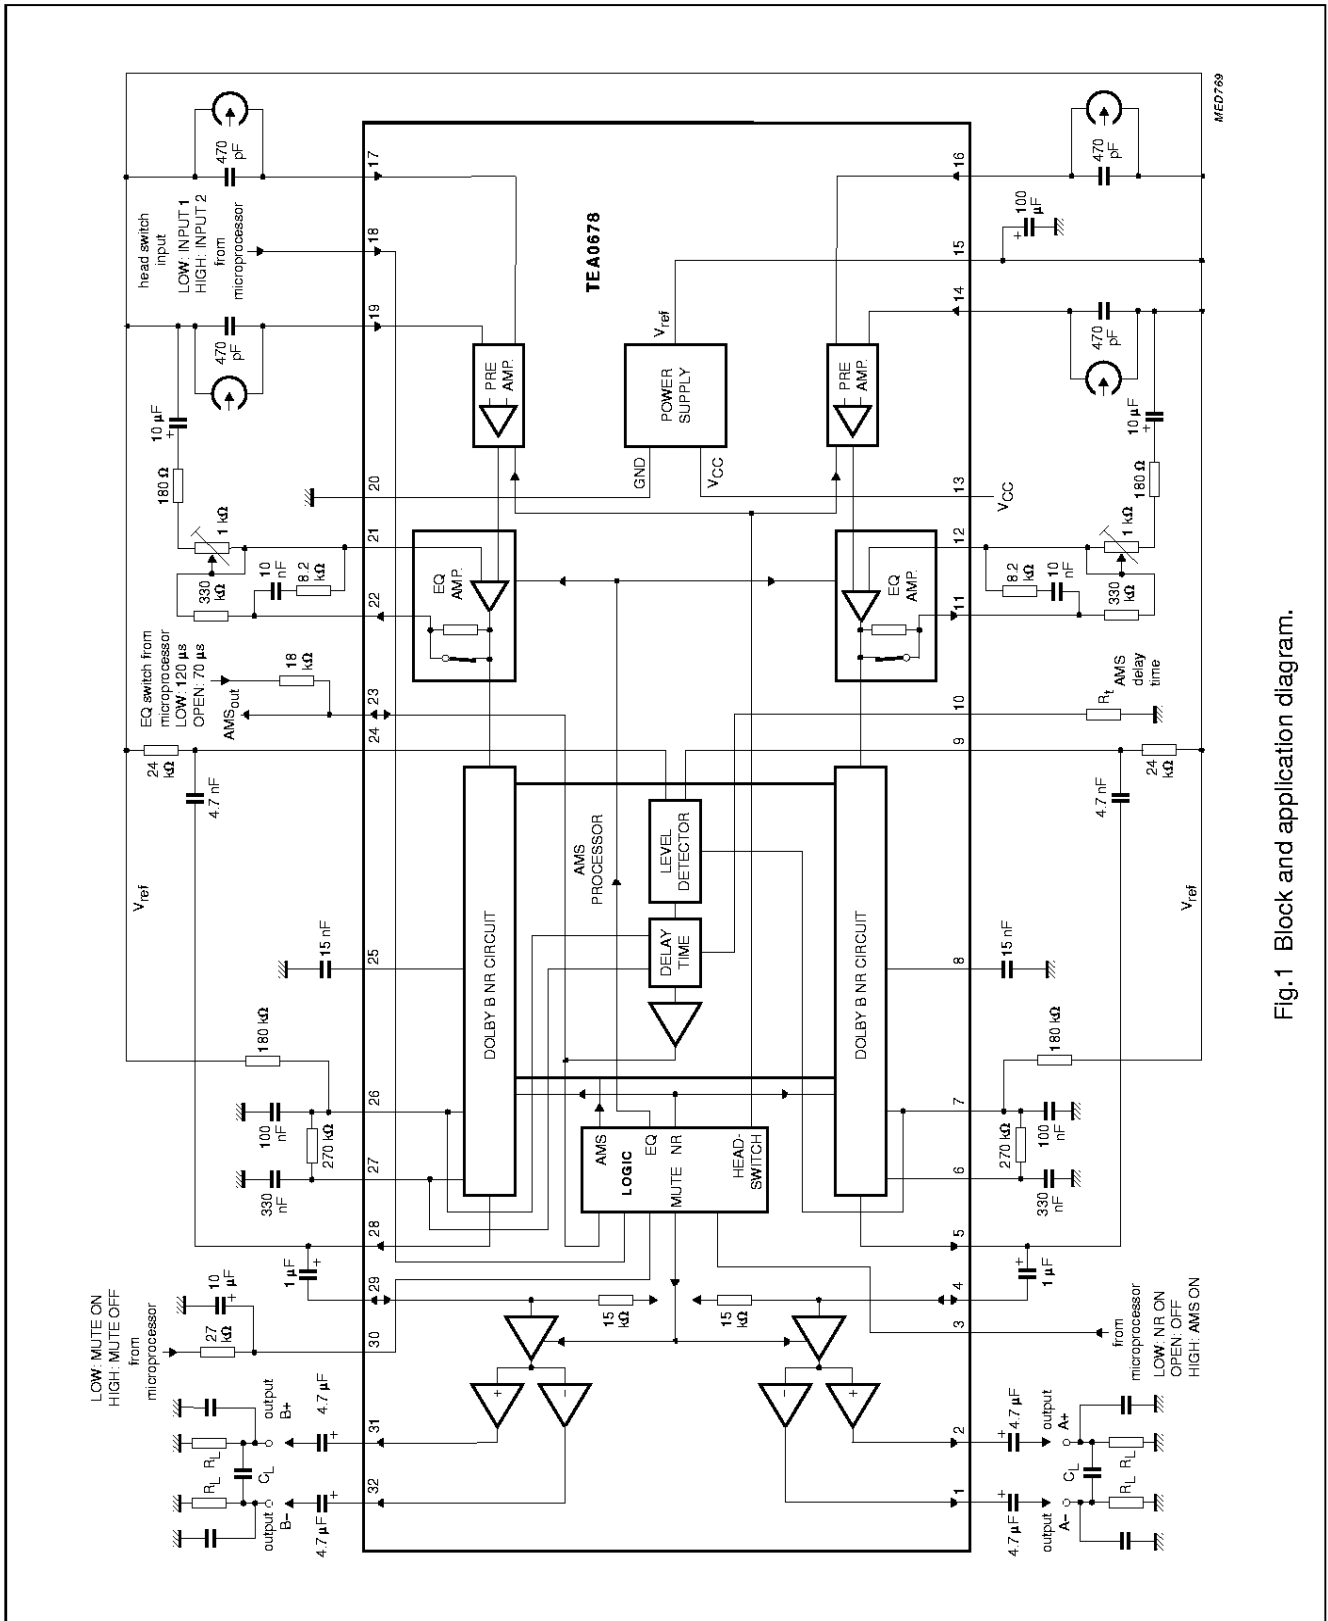 MED769
470
pF
17
head switch
input
LOW: INPUT 1
HIGH: INPUT 2
from
microprocessor
18
19
470
pF
10 µF
+
180 Ω
1 kΩ
330
kΩ
10
nF
8.2
kΩ
20
21
22
EQ switch from
microprocessor
LOW: 120 µs
OPEN: 70 µs
AMSout
18
kΩ
23
24
24
kΩ
4.7 nF
Vref
15 nF
25
180 kΩ
26
100
nF
270 kΩ
27
330
nF
28
1 µF
+
29
LOW: MUTE ON
HIGH: MUTE OFF
from
microprocessor
10
µF
+
27
kΩ
30
output
B+
4.7 µF
+
31
RL
CL
RL
output
B−
4.7 µF
+
32
TEA0678
PRE
AMP.
Vref
POWER
SUPPLY
GND
VCC
PRE
AMP.
EQ
AMP.
EQ
AMP.
DOLBY B NR CIRCUIT
AMS
PROCESSOR
LEVEL
DETECTOR
DELAY
TIME
DOLBY B NR CIRCUIT
AMS
LOGIC
EQ
MUTE NR
HEAD-
SWITCH
15
kΩ
15
kΩ
+
−
−
+
16
470
pF
15
100
µF
+
14
470
pF
10 µF
+
180 Ω
13
VCC
12
1 kΩ
8.2
kΩ
10
nF
330
kΩ
11
10
Rt
AMS
delay
time
9
24
kΩ
4.7 nF
Vref
8
15 nF
180 kΩ
7
100
nF
270 kΩ
6
330
nF
5
1 µF
+
4
3
from
microprocessor
LOW: NR ON
OPEN: OFF
HIGH: AMS ON
2
4.7 µF
+
output
A+
RL
CL
RL
1
4.7 µF
+
output
A−
Fig.1 Block and application diagram.